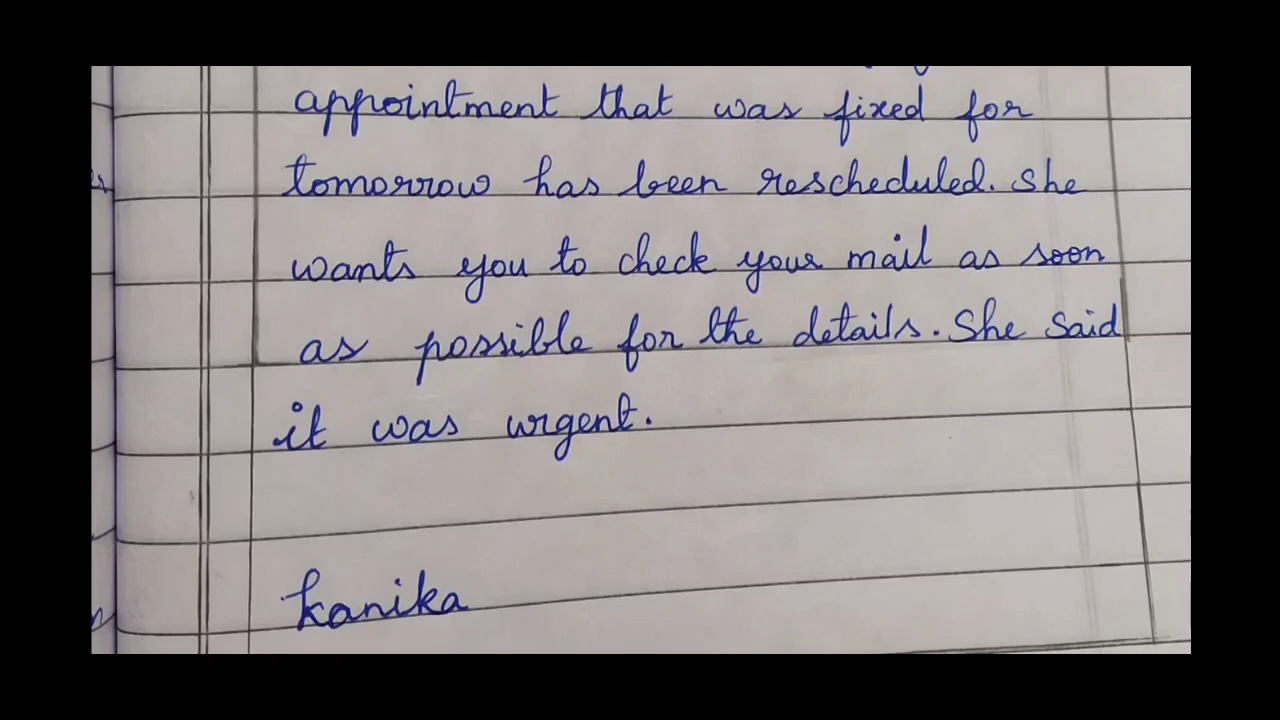 appointment that was fixed for
tomorrow has been rescheduled. She
wants you to check your mail as soon
as possible for the details. She said
it was urgent.
kanika